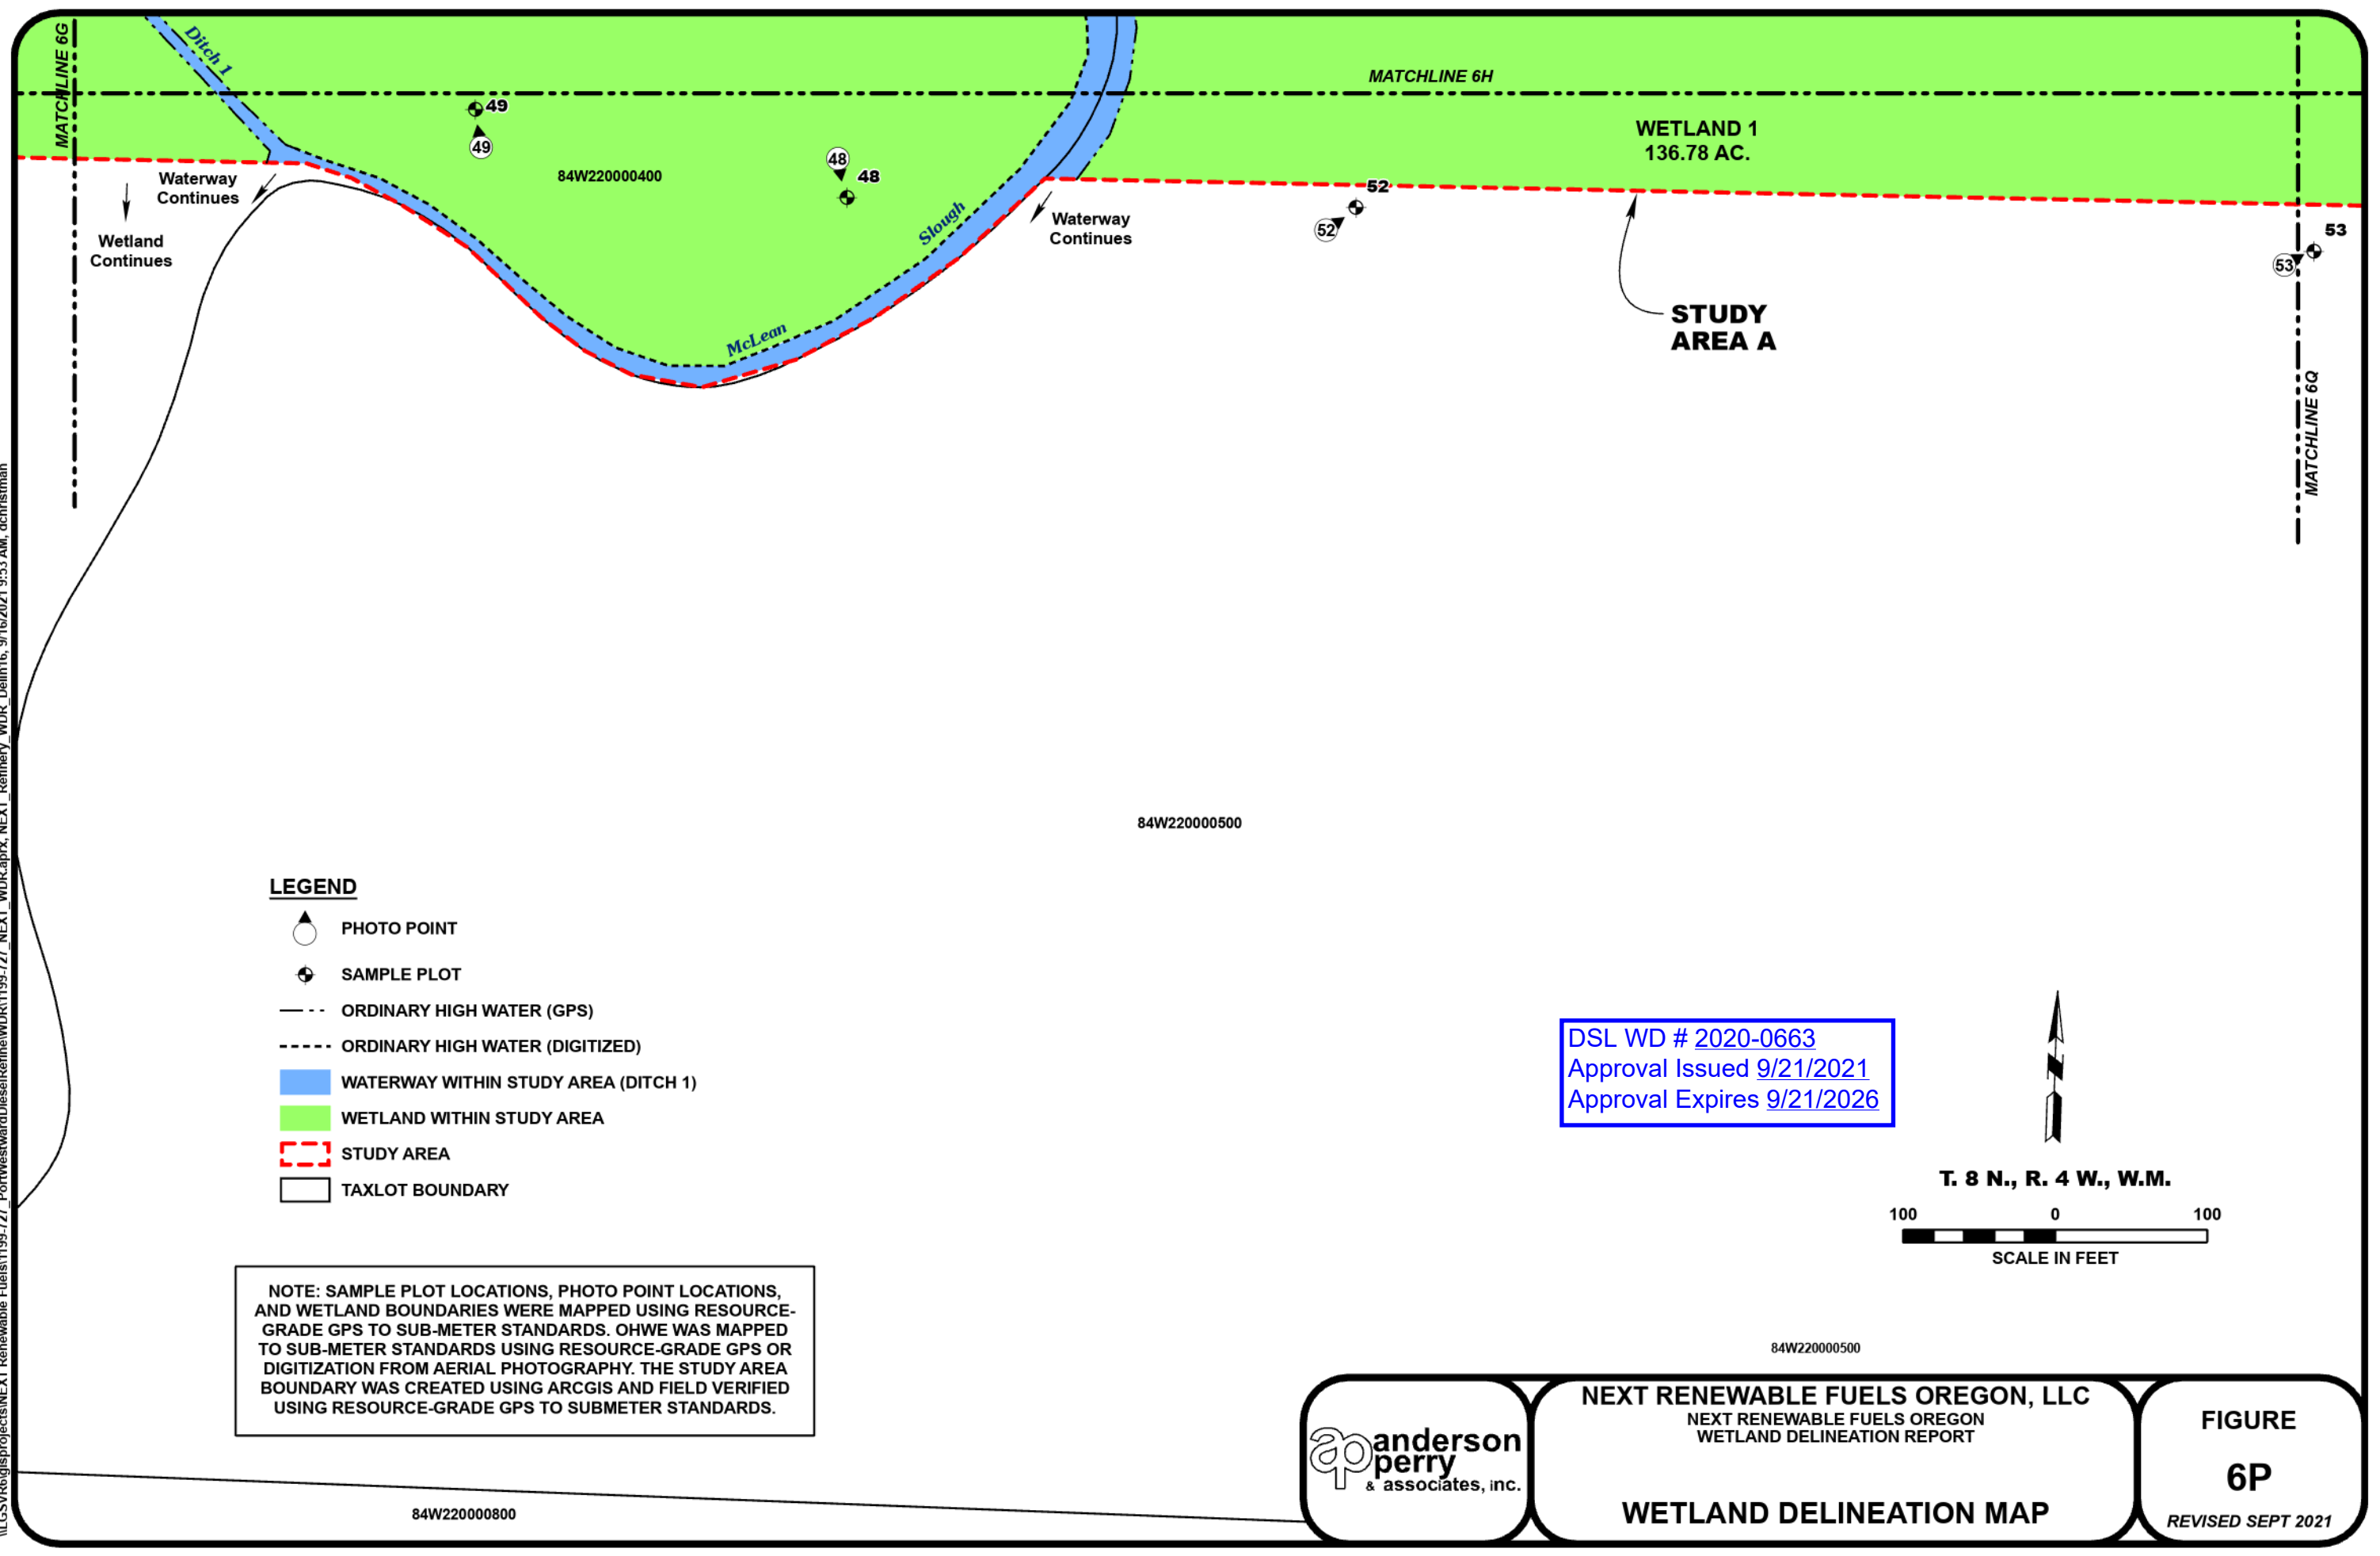 MATCHLINE 6G
Ditch 1
MATCHLINE 6H
49
49
WETLAND 1
136.78 AC.
48
48
84W220000400
52
52
Waterway
Continues
Wetland
Continues
Slough
Waterway
Continues
53
53
McLean
STUDY
AREA A
MATCHLINE 6Q
84W220000500
LEGEND
PHOTO POINT
SAMPLE PLOT
ORDINARY HIGH WATER (GPS)
ORDINARY HIGH WATER (DIGITIZED)
WATERWAY WITHIN STUDY AREA (DITCH 1)
WETLAND WITHIN STUDY AREA
STUDY AREA
TAXLOT BOUNDARY
DSL WD # 2020-0663
Approval Issued 9/21/2021
Approval Expires 9/21/2026
T. 8 N., R. 4 W., W.M.
100 0 100
SCALE IN FEET
NOTE: SAMPLE PLOT LOCATIONS, PHOTO POINT LOCATIONS,
AND WETLAND BOUNDARIES WERE MAPPED USING RESOURCE-
GRADE GPS TO SUB-METER STANDARDS. OHWE WAS MAPPED
TO SUB-METER STANDARDS USING RESOURCE-GRADE GPS OR
DIGITIZATION FROM AERIAL PHOTOGRAPHY. THE STUDY AREA
BOUNDARY WAS CREATED USING ARCGIS AND FIELD VERIFIED
USING RESOURCE-GRADE GPS TO SUBMETER STANDARDS.
84W220000500
84W220000800
anderson
perry
& associates, inc.
NEXT RENEWABLE FUELS OREGON, LLC
NEXT RENEWABLE FUELS OREGON
WETLAND DELINEATION REPORT
WETLAND DELINEATION MAP
FIGURE
6P
REVISED SEPT 2021